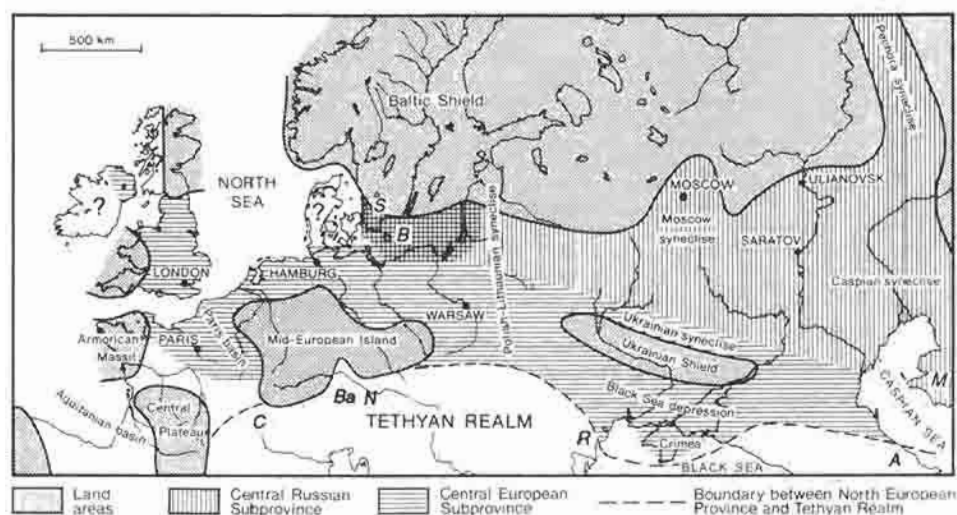 500 km
Baltic Shield
Pechora syneclise
NORTH
SEA
?
?
S
B
MOSCOW
Moscow
syneclise
ULIANOVSK
SARATOV
LONDON
HAMBURG
Caspian syneclise
WARSAW
Polish-Lithuanian syneclise
Paris basin
PARIS
Armorican
Massif
Mid-European Island
Ukrainian syneclise
Ukrainian Shield
Black Sea depression
CASPIAN SEA
M
Aquitanian basin
Central
Plateau
C
Ba N
TETHYAN REALM
R
Crimea
BLACK SEA
A
Land
areas
Central Russian
Subprovince
Central European
Subprovince
Boundary between North European
Province and Tethyan Realm